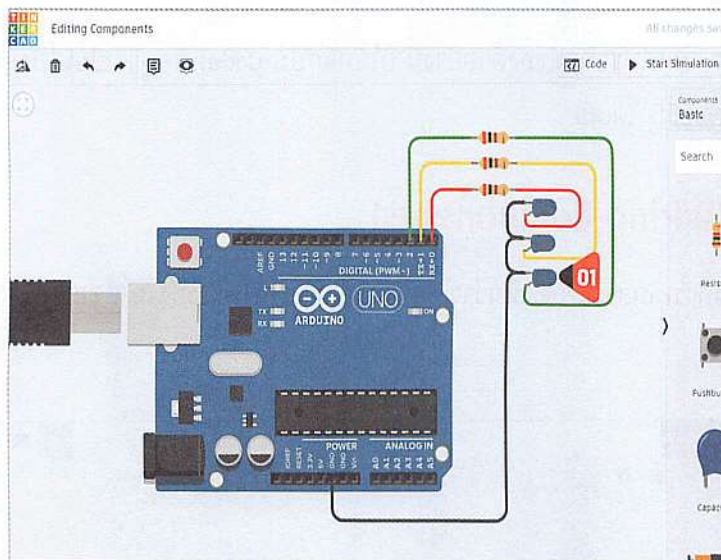 TIN
KER
CAD
Editing Components
All changes sav
Code
Start Simulation
Components
Basic
Search
Resis
Pushbu
Capac
01
AREF
GND
13
12
~11
~10
~9
8
7
~6
~5
4
~3
2
TX→1
RX←0
DIGITAL (PWM~)
L
TX
RX
ARDUINO
UNO
ON
POWER
ANALOG IN
IOREF
RESET
3.3V
5V
GND
GND
Vin
A0
A1
A2
A3
A4
A5